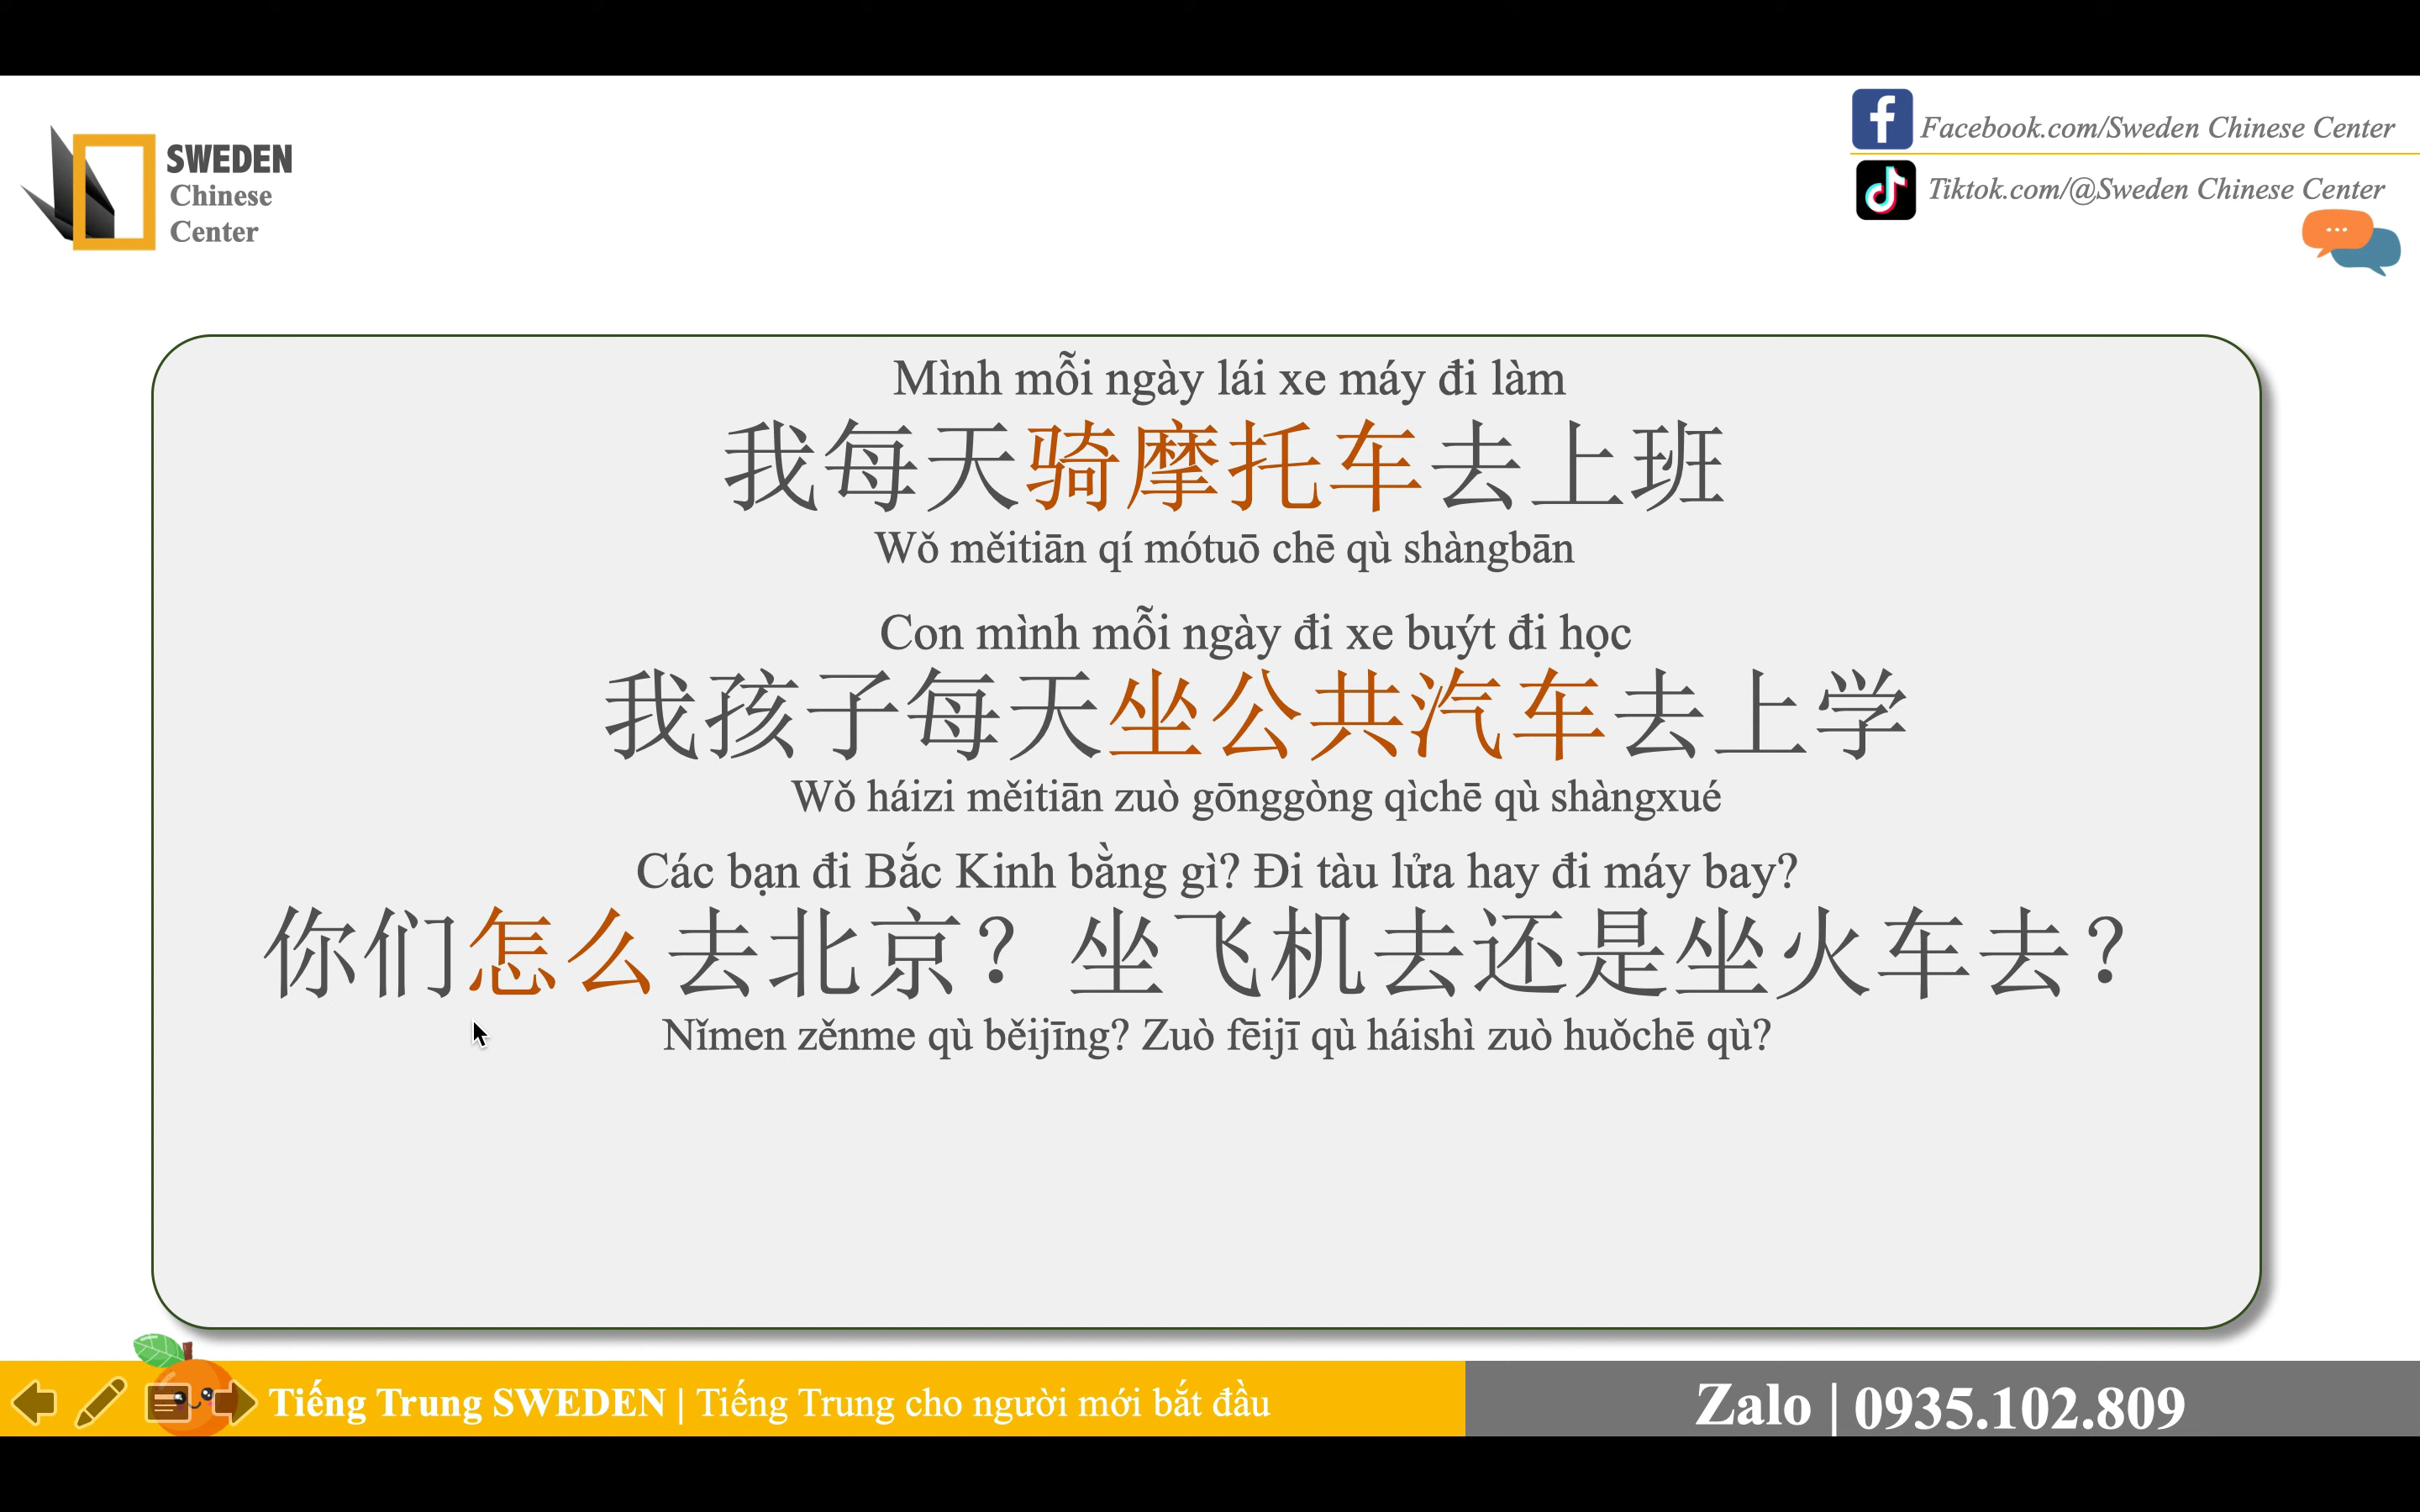 SWEDEN
Chinese
Center
Facebook.com/Sweden Chinese Center
Tiktok.com/@Sweden Chinese Center
Mình mỗi ngày lái xe máy đi làm
我每天骑摩托车去上班
Wǒ měitiān qí mótuō chē qù shàngbān
Con mình mỗi ngày đi xe buýt đi học
我孩子每天坐公共汽车去上学
Wǒ háizi měitiān zuò gōnggòng qìchē qù shàngxué
Các bạn đi Bắc Kinh bằng gì? Đi tàu lửa hay đi máy bay?
你们怎么去北京？坐飞机去还是坐火车去？
Nǐmen zěnme qù běijīng? Zuò fēijī qù háishì zuò huǒchē qù?
Tiếng Trung SWEDEN | Tiếng Trung cho người mới bắt đầu
Zalo | 0935.102.809